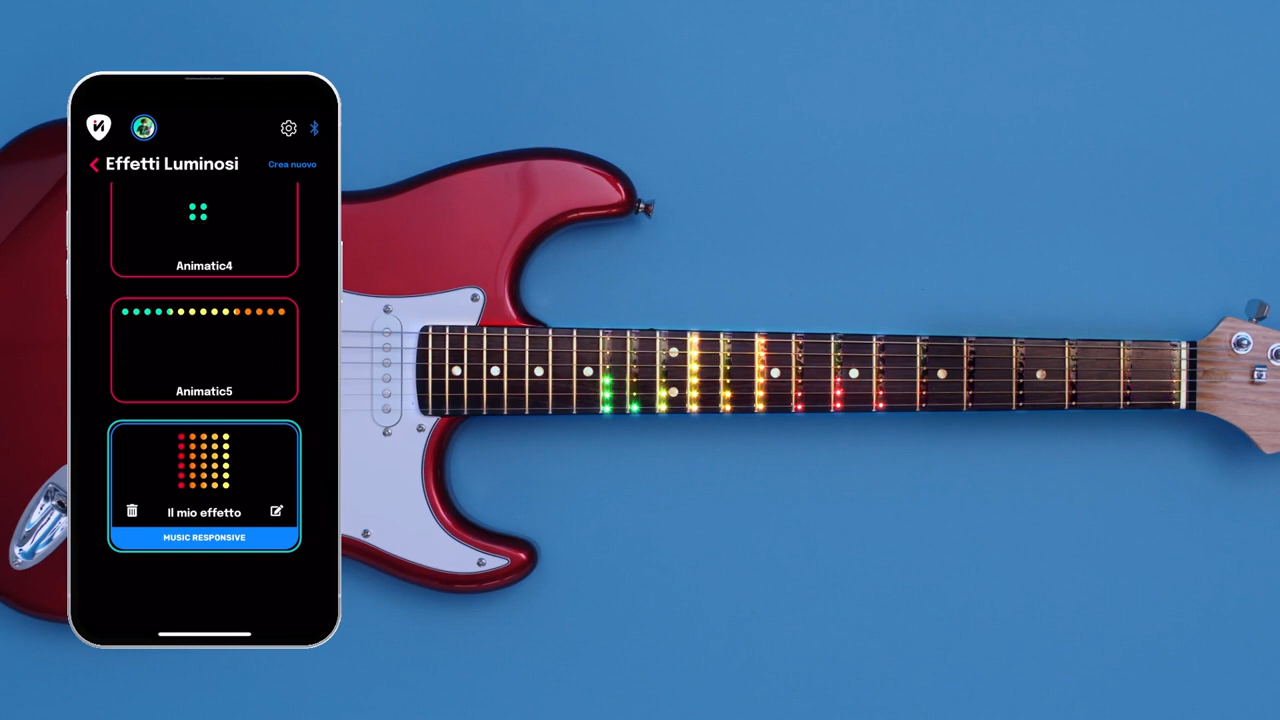 Effetti Luminosi
Crea nuovo
Animatic4
Animatic5
Il mio effetto
MUSIC RESPONSIVE